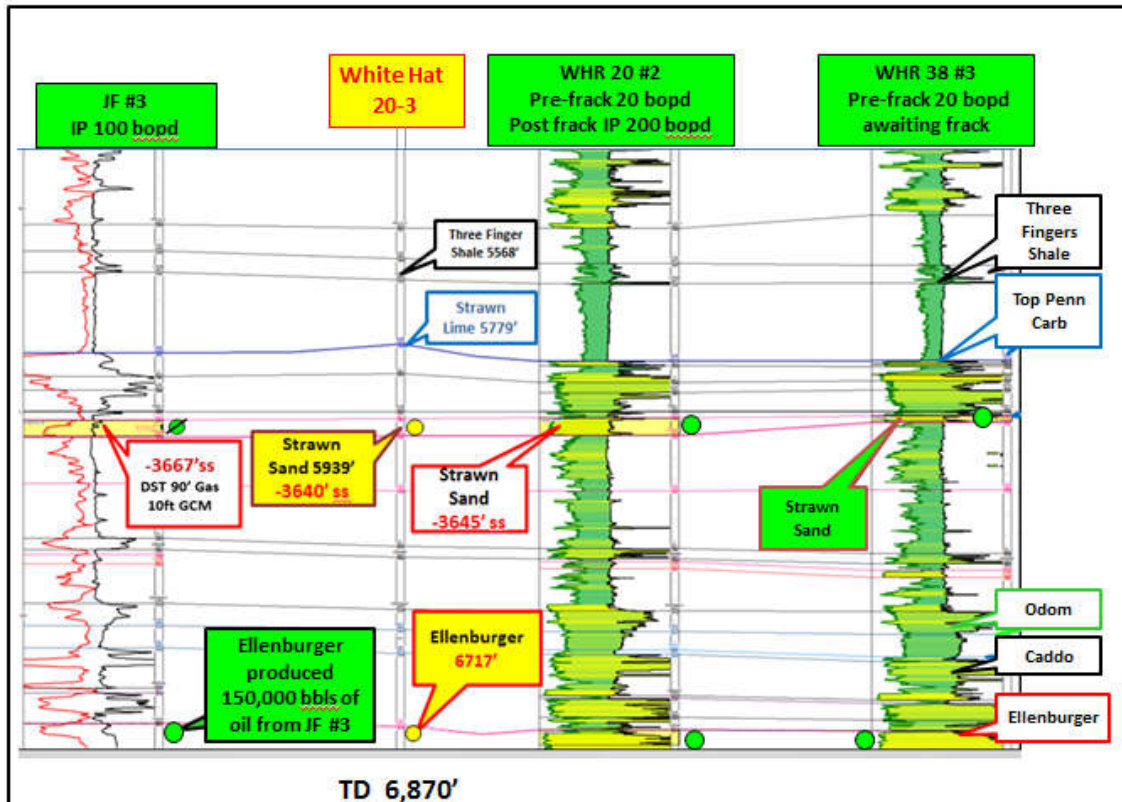 JF #3
IP 100 bopd
White Hat
20-3
WHR 20 #2
Pre-frack 20 bopd
Post frack IP 200 bopd
WHR 38 #3
Pre-frack 20 bopd
awaiting frack
Three Finger
Shale 5568’
Three
Fingers
Shale
Strawn
Lime 5779’
Top Penn
Carb
-3667’ss
DST 90’ Gas
10ft GCM
Strawn
Sand 5939’
-3640’ ss
Strawn
Sand
-3645’ ss
Strawn
Sand
Ellenburger
produced
150,000 bbls of
oil from JF #3
Ellenburger
6717’
Odom
Caddo
Ellenburger
TD 6,870’